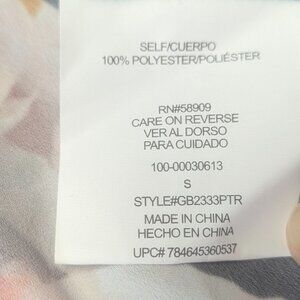 SELF/CUERPO
100% POLYESTER/POLIÉSTER
RN#58909
CARE ON REVERSE
VER AL DORSO
PARA CUIDADO
100-00030613
S
STYLE#GB2333PTR
MADE IN CHINA
HECHO EN CHINA
UPC# 784645360537